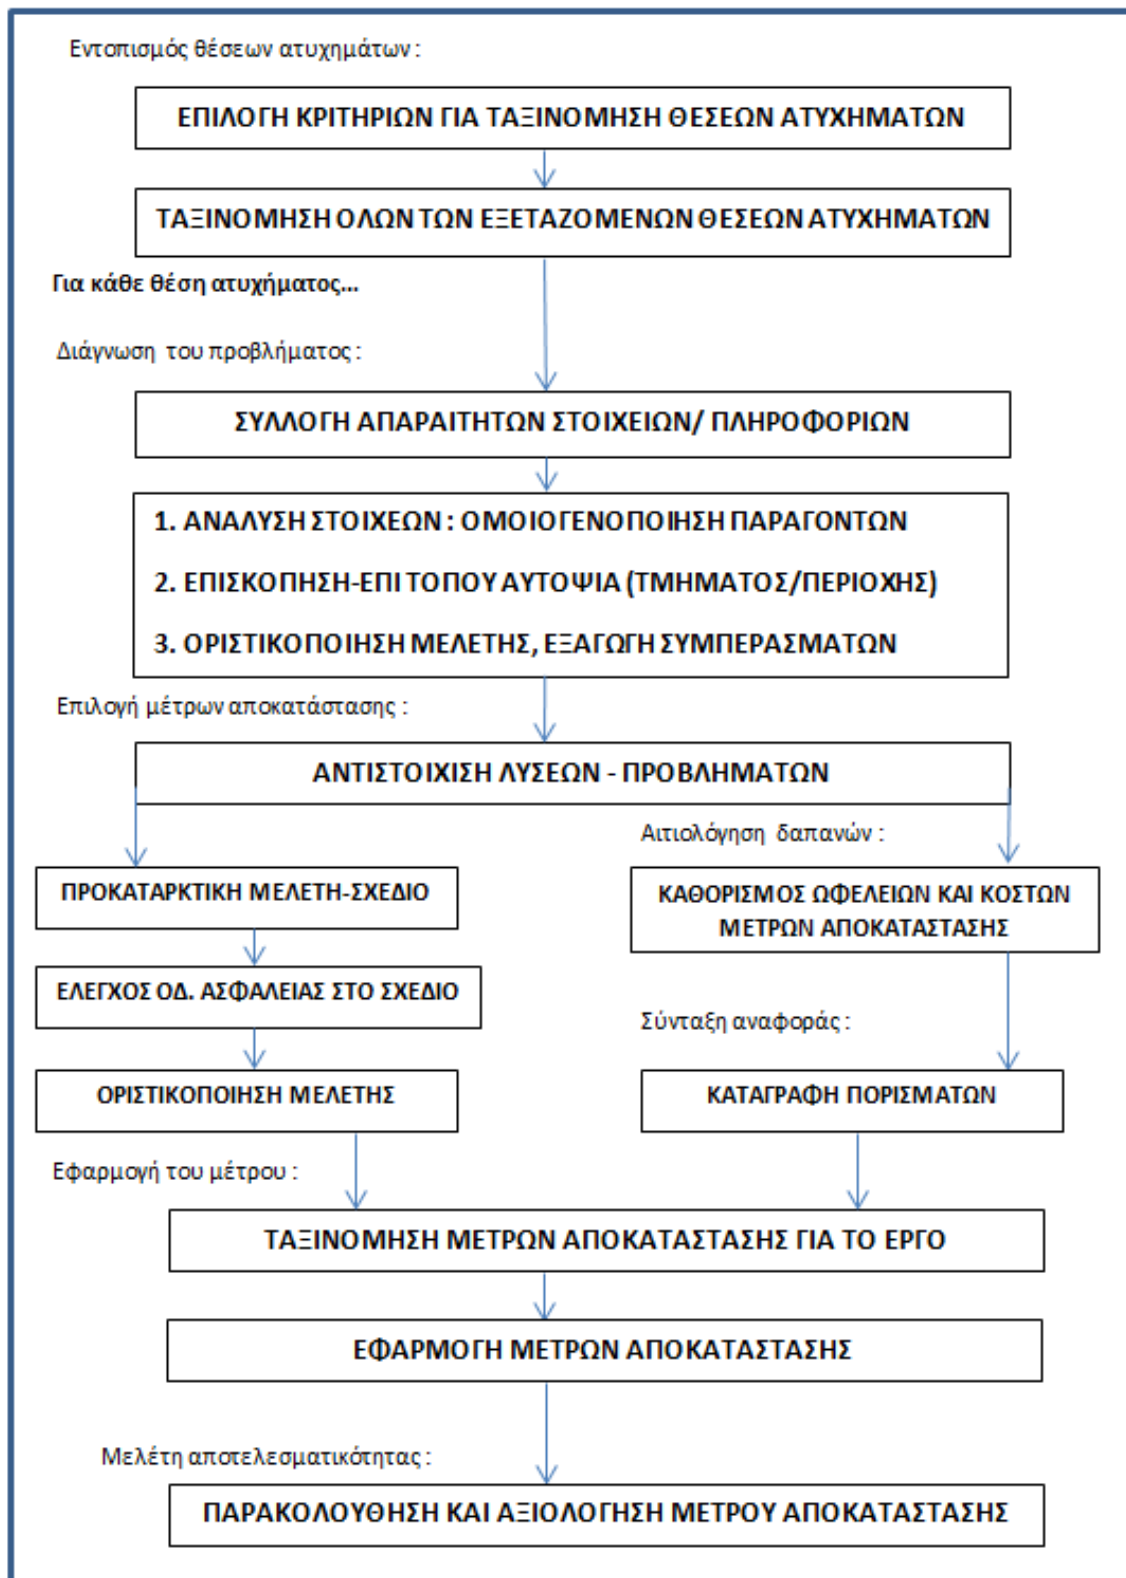 Εντοπισμός θέσεων ατυχημάτων :
ΕΠΙΛΟΓΗ ΚΡΙΤΗΡΙΩΝ ΓΙΑ ΤΑΞΙΝΟΜΗΣΗ ΘΕΣΕΩΝ ΑΤΥΧΗΜΑΤΩΝ
ΤΑΞΙΝΟΜΗΣΗ ΟΛΩΝ ΤΩΝ ΕΞΕΤΑΖΟΜΕΝΩΝ ΘΕΣΕΩΝ ΑΤΥΧΗΜΑΤΩΝ
Για κάθε θέση ατυχήματος...
Διάγνωση του προβλήματος :
ΣΥΛΛΟΓΗ ΑΠΑΡΑΙΤΗΤΩΝ ΣΤΟΙΧΕΙΩΝ/ ΠΛΗΡΟΦΟΡΙΩΝ
1. ΑΝΑΛΥΣΗ ΣΤΟΙΧΕΩΝ : ΟΜΟΙΟΓΕΝΟΠΟΙΗΣΗ ΠΑΡΑΓΟΝΤΩΝ
2. ΕΠΙΣΚΟΠΗΣΗ-ΕΠΙ ΤΟΠΟΥ ΑΥΤΟΨΙΑ (ΤΜΗΜΑΤΟΣ/ΠΕΡΙΟΧΗΣ)
3. ΟΡΙΣΤΙΚΟΠΟΙΗΣΗ ΜΕΛΕΤΗΣ, ΕΞΑΓΩΓΗ ΣΥΜΠΕΡΑΣΜΑΤΩΝ
Επιλογή μέτρων αποκατάστασης :
ΑΝΤΙΣΤΟΙΧΙΣΗ ΛΥΣΕΩΝ - ΠΡΟΒΛΗΜΑΤΩΝ
ΠΡΟΚΑΤΑΡΚΤΙΚΗ ΜΕΛΕΤΗ-ΣΧΕΔΙΟ
ΕΛΕΓΧΟΣ ΟΔ. ΑΣΦΑΛΕΙΑΣ ΣΤΟ ΣΧΕΔΙΟ
ΟΡΙΣΤΙΚΟΠΟΙΗΣΗ ΜΕΛΕΤΗΣ
Αιτιολόγηση δαπανών :
ΚΑΘΟΡΙΣΜΟΣ ΩΦΕΛΕΙΩΝ ΚΑΙ ΚΟΣΤΩΝ
ΜΕΤΡΩΝ ΑΠΟΚΑΤΑΣΤΑΣΗΣ
Σύνταξη αναφοράς :
ΚΑΤΑΓΡΑΦΗ ΠΟΡΙΣΜΑΤΩΝ
Εφαρμογή του μέτρου :
ΤΑΞΙΝΟΜΗΣΗ ΜΕΤΡΩΝ ΑΠΟΚΑΤΑΣΤΑΣΗΣ ΓΙΑ ΤΟ ΕΡΓΟ
ΕΦΑΡΜΟΓΗ ΜΕΤΡΩΝ ΑΠΟΚΑΤΑΣΤΑΣΗΣ
Μελέτη αποτελεσματικότητας :
ΠΑΡΑΚΟΛΟΥΘΗΣΗ ΚΑΙ ΑΞΙΟΛΟΓΗΣΗ ΜΕΤΡΟΥ ΑΠΟΚΑΤΑΣΤΑΣΗΣ